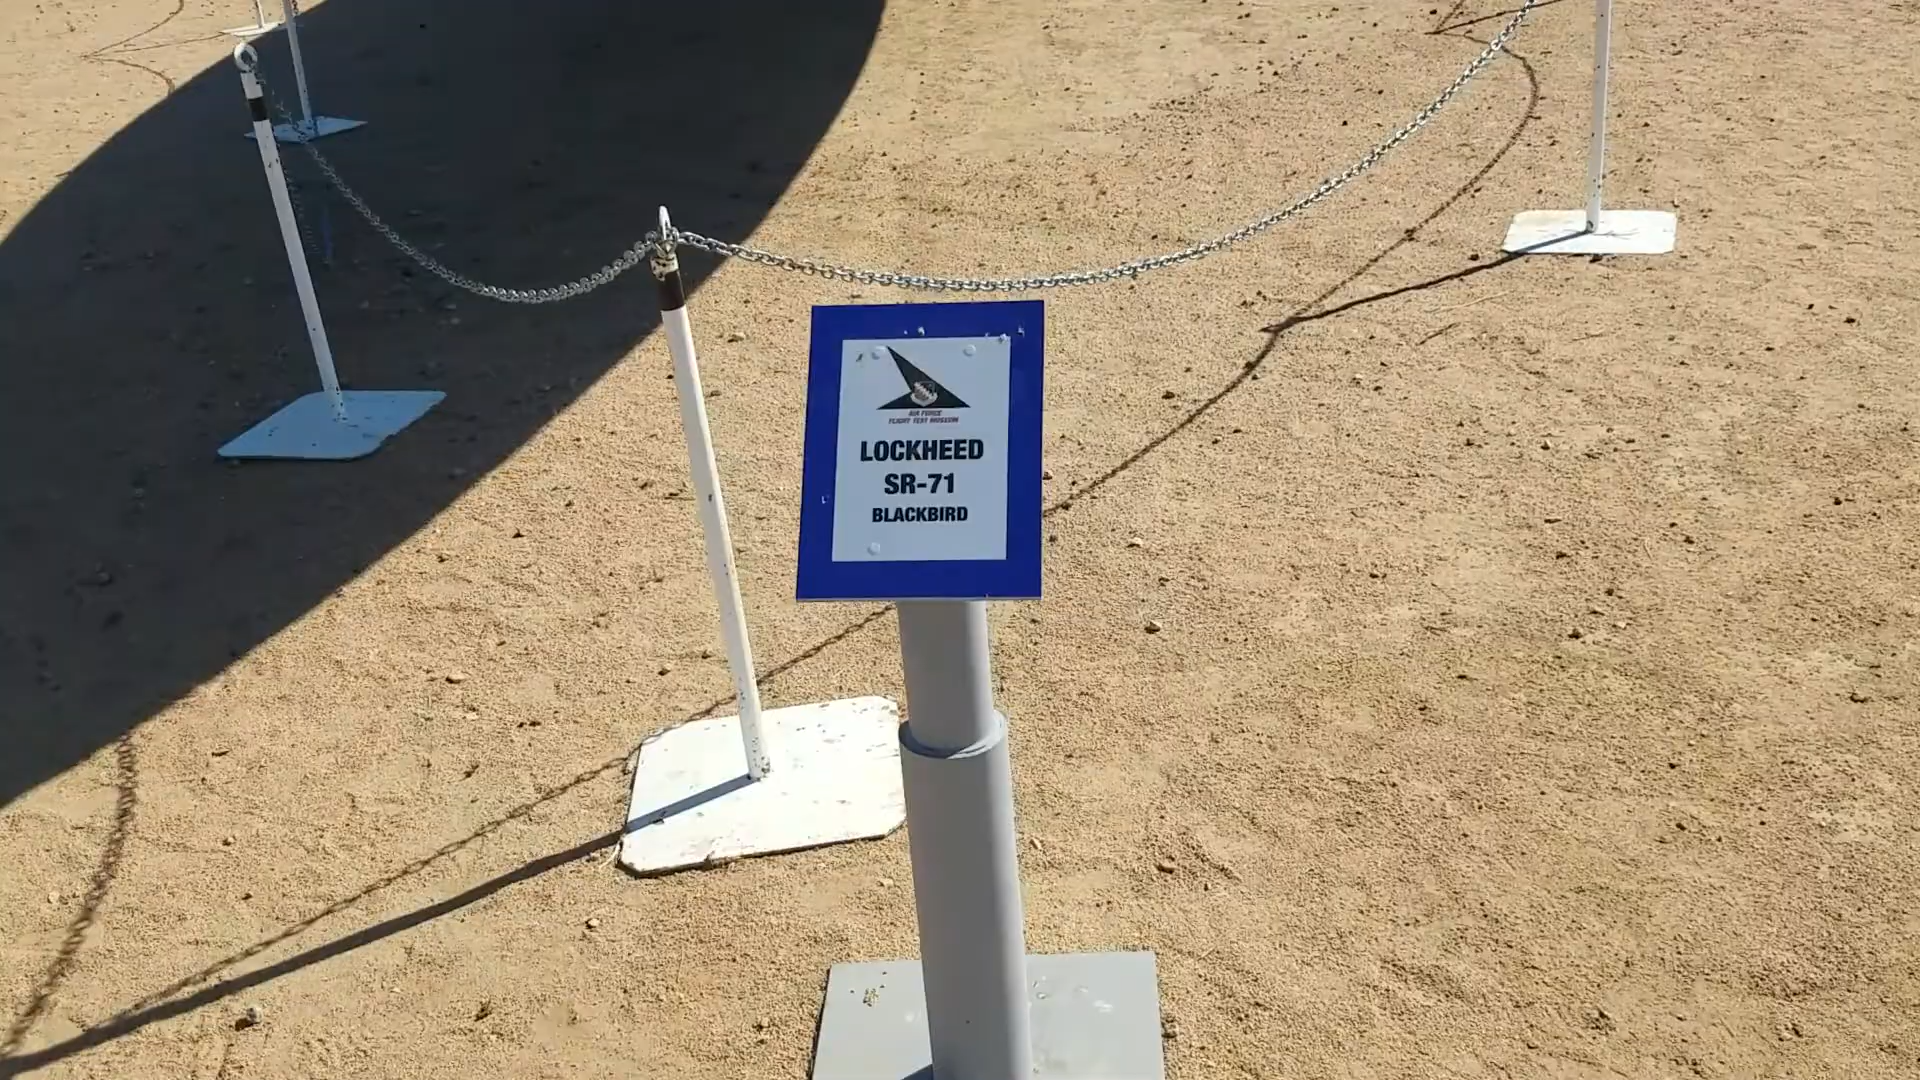 AIR FORCE
FLIGHT TEST MUSEUM
LOCKHEED
SR-71
BLACKBIRD